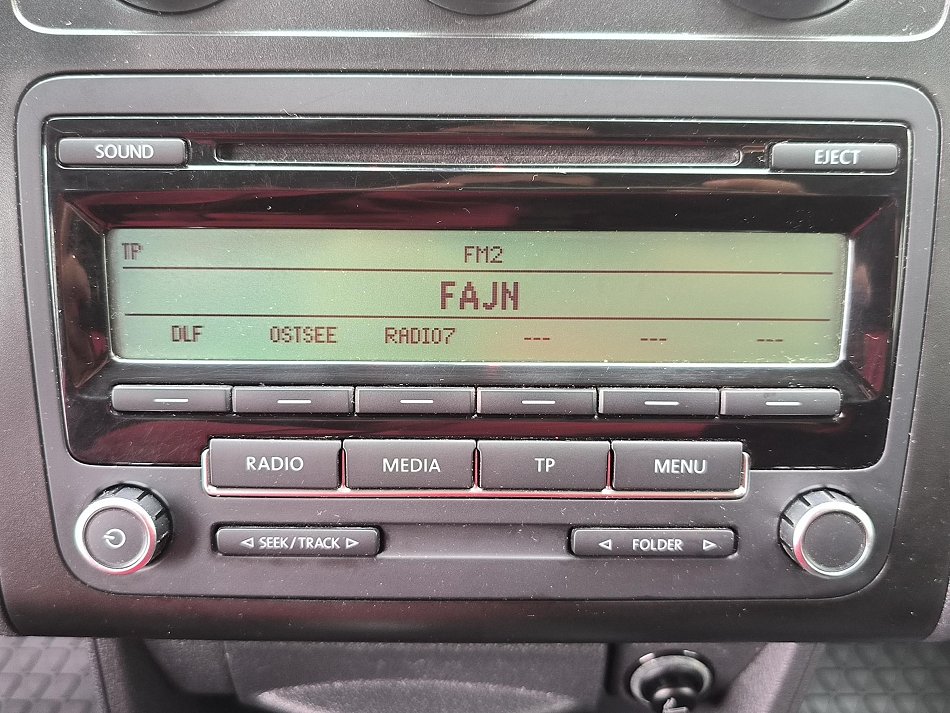 SOUND EJECT
TP FM2
FAJN
DLF OSTSEE RADIO7 --- --- ---
RADIO MEDIA TP MENU
◁ SEEK/TRACK ▷ ◁ FOLDER ▷